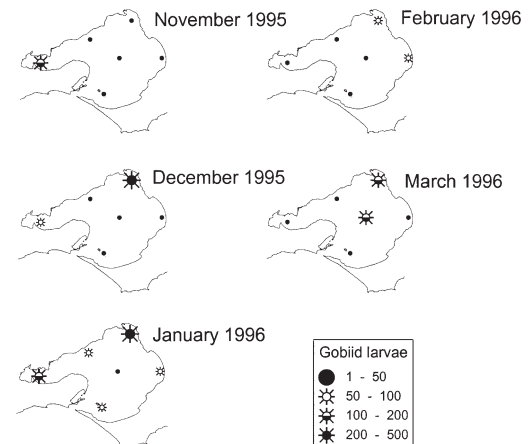 November 1995
February 1996
December 1995
March 1996
January 1996
Gobiid larvae
1 - 50
50 - 100
100 - 200
200 - 500